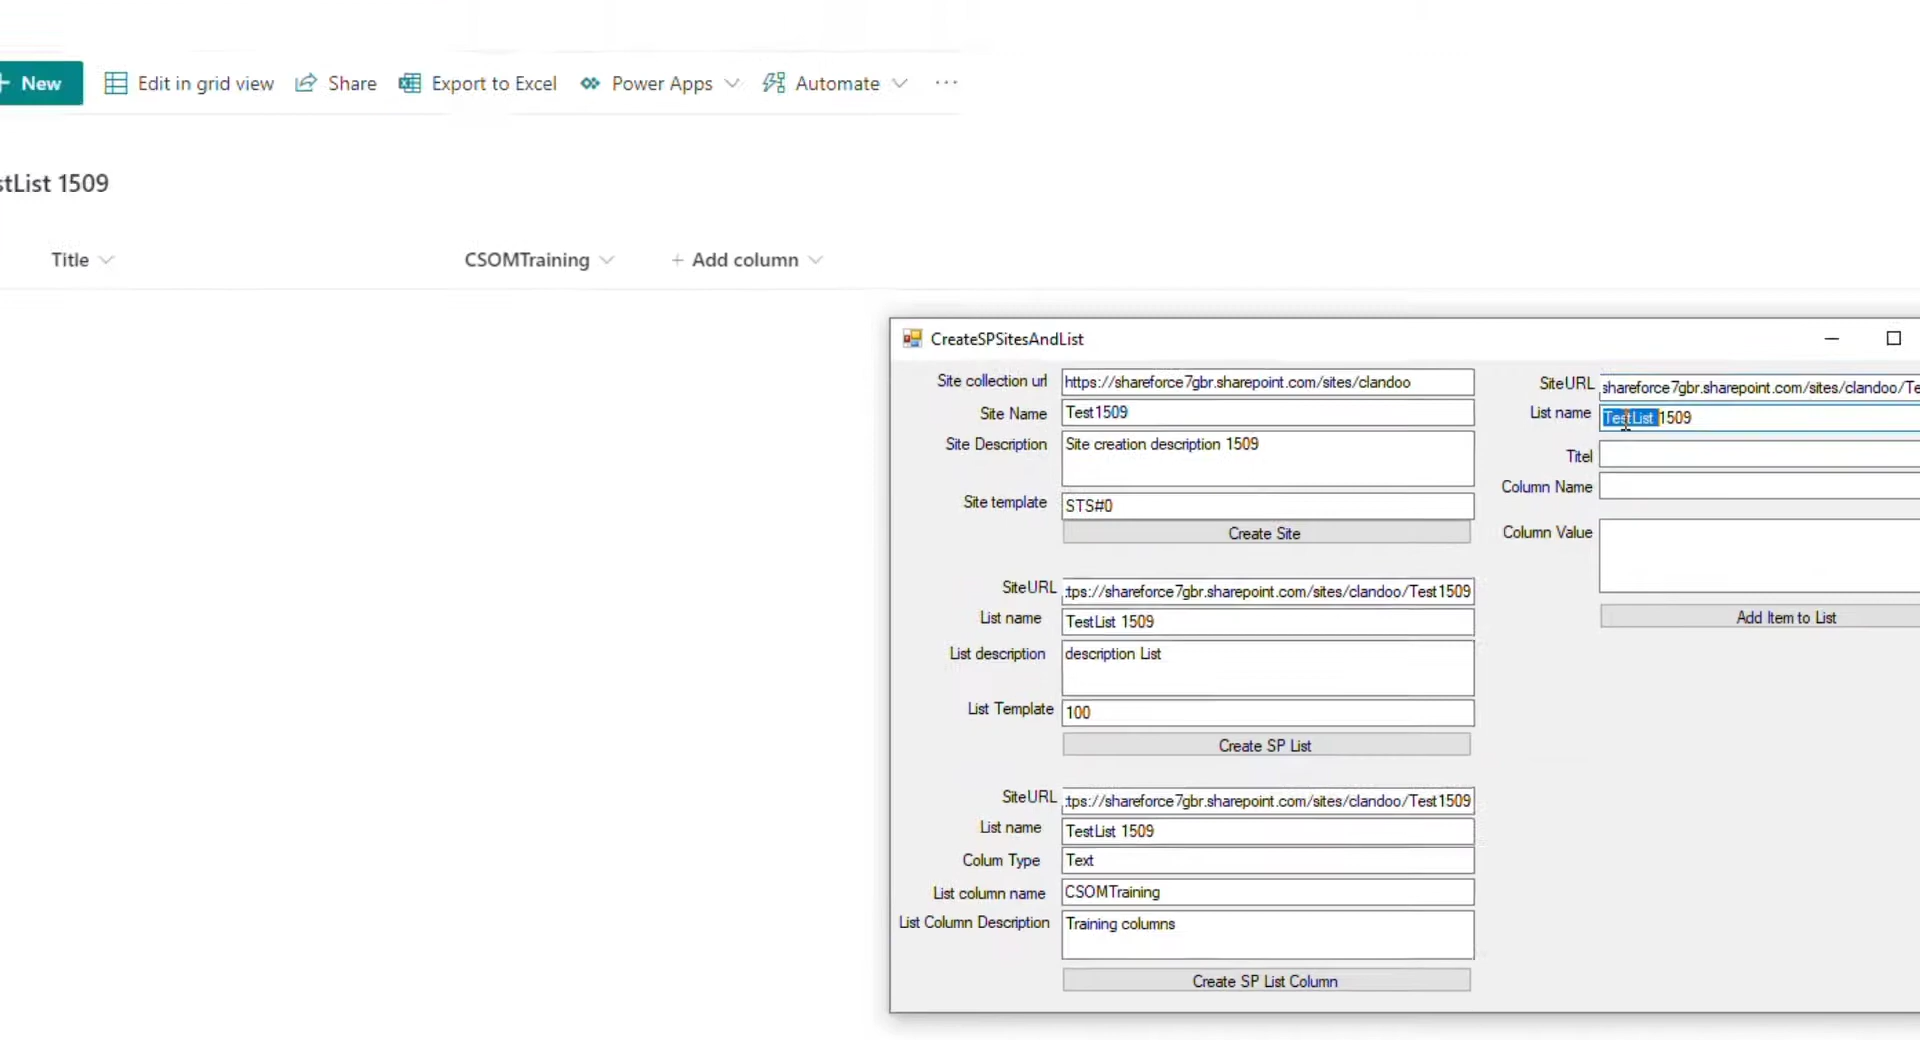 New Edit in grid view Share Export to Excel Power Apps Automate ···
stList 1509
Title CSOMTraining + Add column
CreateSPSitesAndList
Site collection url https://shareforce7gbr.sharepoint.com/sites/clandoo
Site Name Test1509
Site Description Site creation description 1509
Site template STS#0
Create Site
SiteURL tps://shareforce7gbr.sharepoint.com/sites/clandoo/Test1509
List name TestList 1509
List description description List
List Template 100
Create SP List
SiteURL tps://shareforce7gbr.sharepoint.com/sites/clandoo/Test1509
List name TestList 1509
Colum Type Text
List column name CSOMTraining
List Column Description Training columns
Create SP List Column
SiteURL shareforce7gbr.sharepoint.com/sites/clandoo/Te
List name TestList 1509
Titel
Column Name
Column Value
Add Item to List